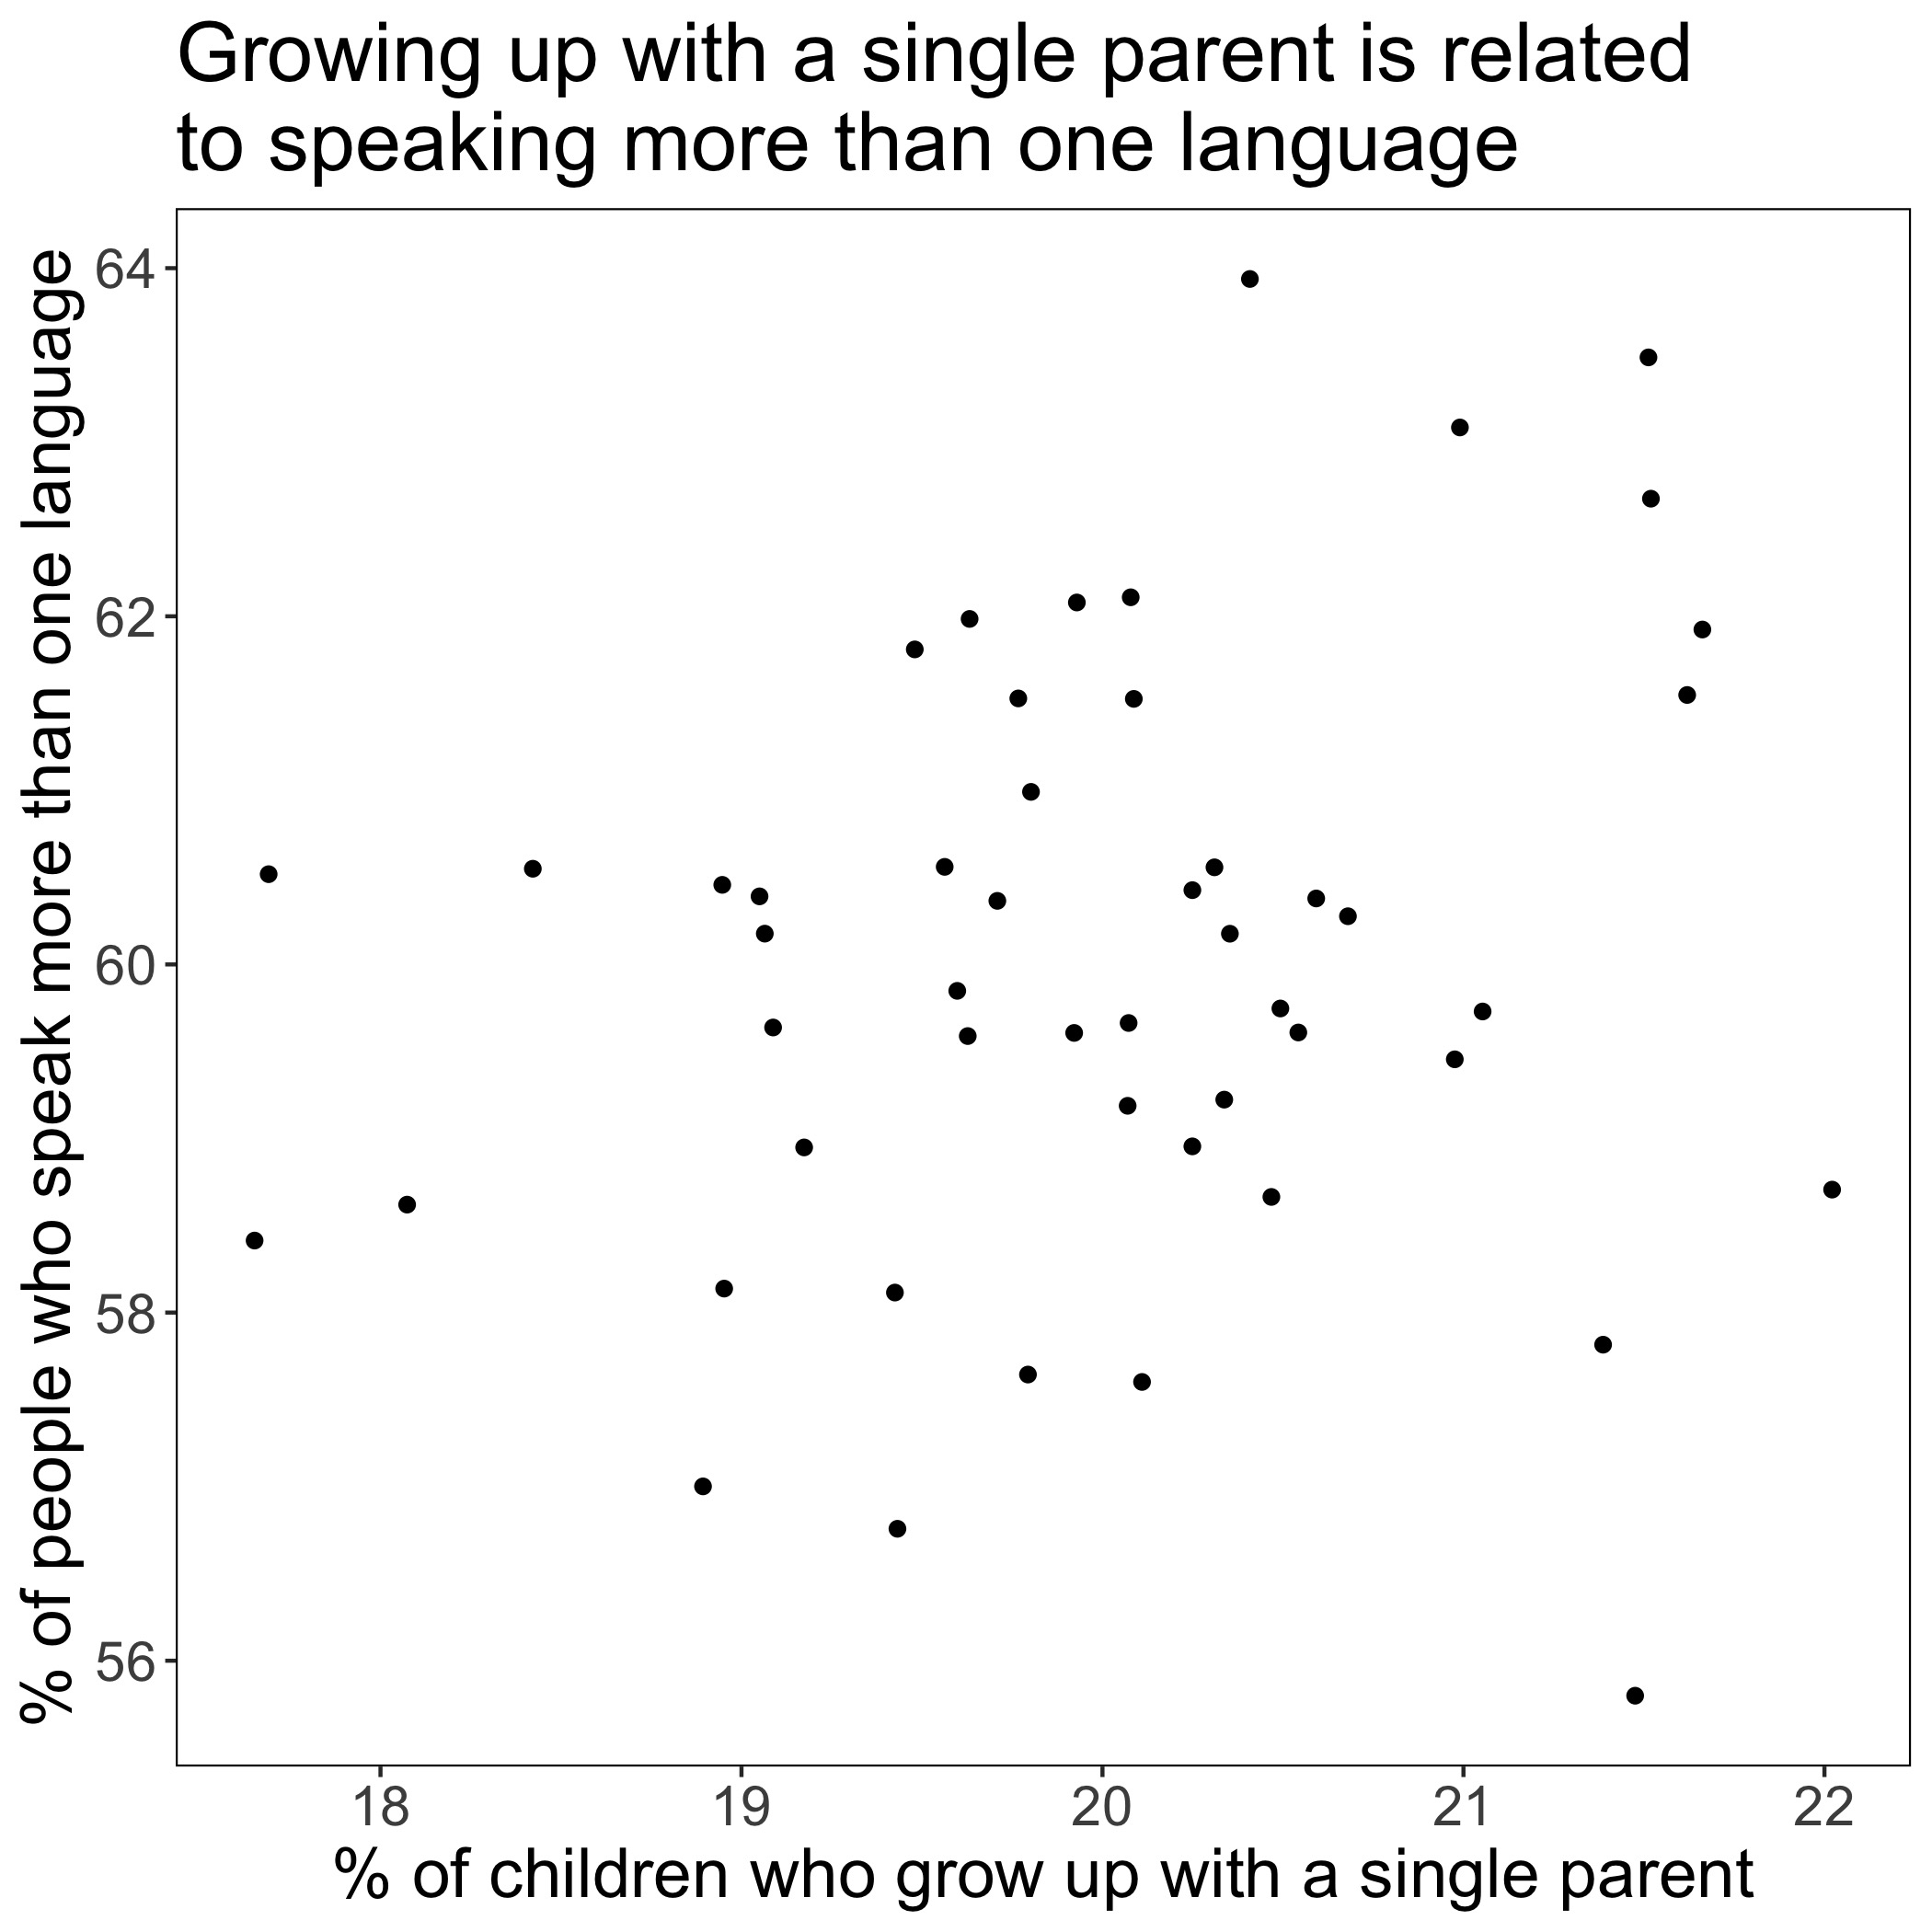 Growing up with a single parent is related
to speaking more than one language
% of people who speak more than one language
64
62
60
58
56
18
19
20
21
22
% of children who grow up with a single parent